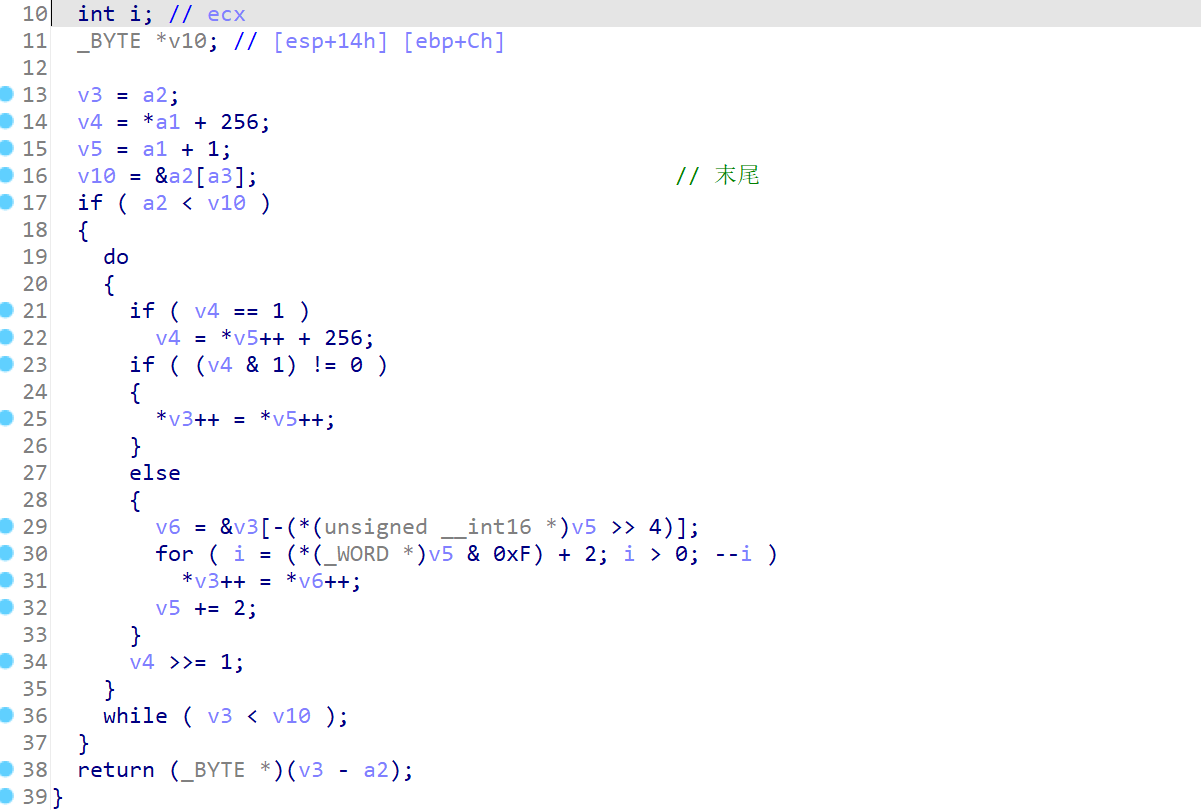 10 int i; // ecx
11 _BYTE *v10; // [esp+14h] [ebp+Ch]
12
13 v3 = a2;
14 v4 = *a1 + 256;
15 v5 = a1 + 1;
16 v10 = &a2[a3]; // 末尾
17 if ( a2 < v10 )
18 {
19 do
20 {
21 if ( v4 == 1 )
22 v4 = *v5++ + 256;
23 if ( (v4 & 1) != 0 )
24 {
25 *v3++ = *v5++;
26 }
27 else
28 {
29 v6 = &v3[-(*(unsigned __int16 *)v5 >> 4)];
30 for ( i = (*(_WORD *)v5 & 0xF) + 2; i > 0; --i )
31 *v3++ = *v6++;
32 v5 += 2;
33 }
34 v4 >>= 1;
35 }
36 while ( v3 < v10 );
37 }
38 return (_BYTE *)(v3 - a2);
39 }